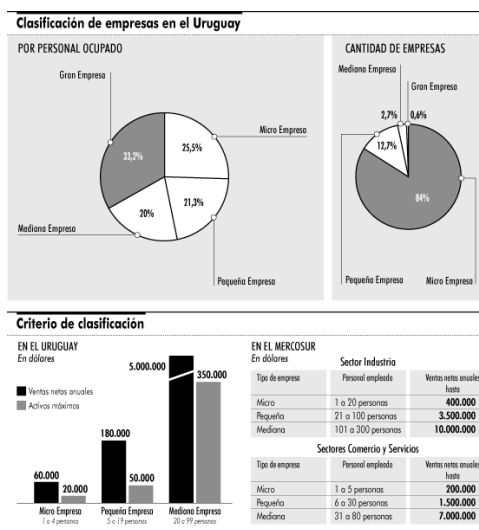 Clasificación de empresas en el Uruguay
POR PERSONAL OCUPADO
Gran Empresa
33,2%
25,5%
Micro Empresa
20%
21,3%
Mediana Empresa
Pequeña Empresa
CANTIDAD DE EMPRESAS
Mediana Empresa
Gran Empresa
2,7%
0,6%
12,7%
84%
Pequeña Empresa
Micro Empresa
Criterio de clasificación
EN EL URUGUAY
En dólares
Ventas netas anuales
Activos máximos
60.000
20.000
180.000
50.000
5.000.000
350.000
Micro Empresa
1 a 4 personas
Pequeña Empresa
5 a 19 personas
Mediana Empresa
20 a 99 personas
EN EL MERCOSUR
En dólares
Sector Industria
Tipo de empresa Personal empleado Ventas netas anuales
hasta
Micro 1 a 20 personas 400.000
Pequeña 21 a 100 personas 3.500.000
Mediana 101 a 300 personas 10.000.000
Sectores Comercio y Servicios
Tipo de empresa Personal empleado Ventas netas anuales
hasta
Micro 1 a 5 personas 200.000
Pequeña 6 a 30 personas 1.500.000
Mediana 31 a 80 personas 7.000.000